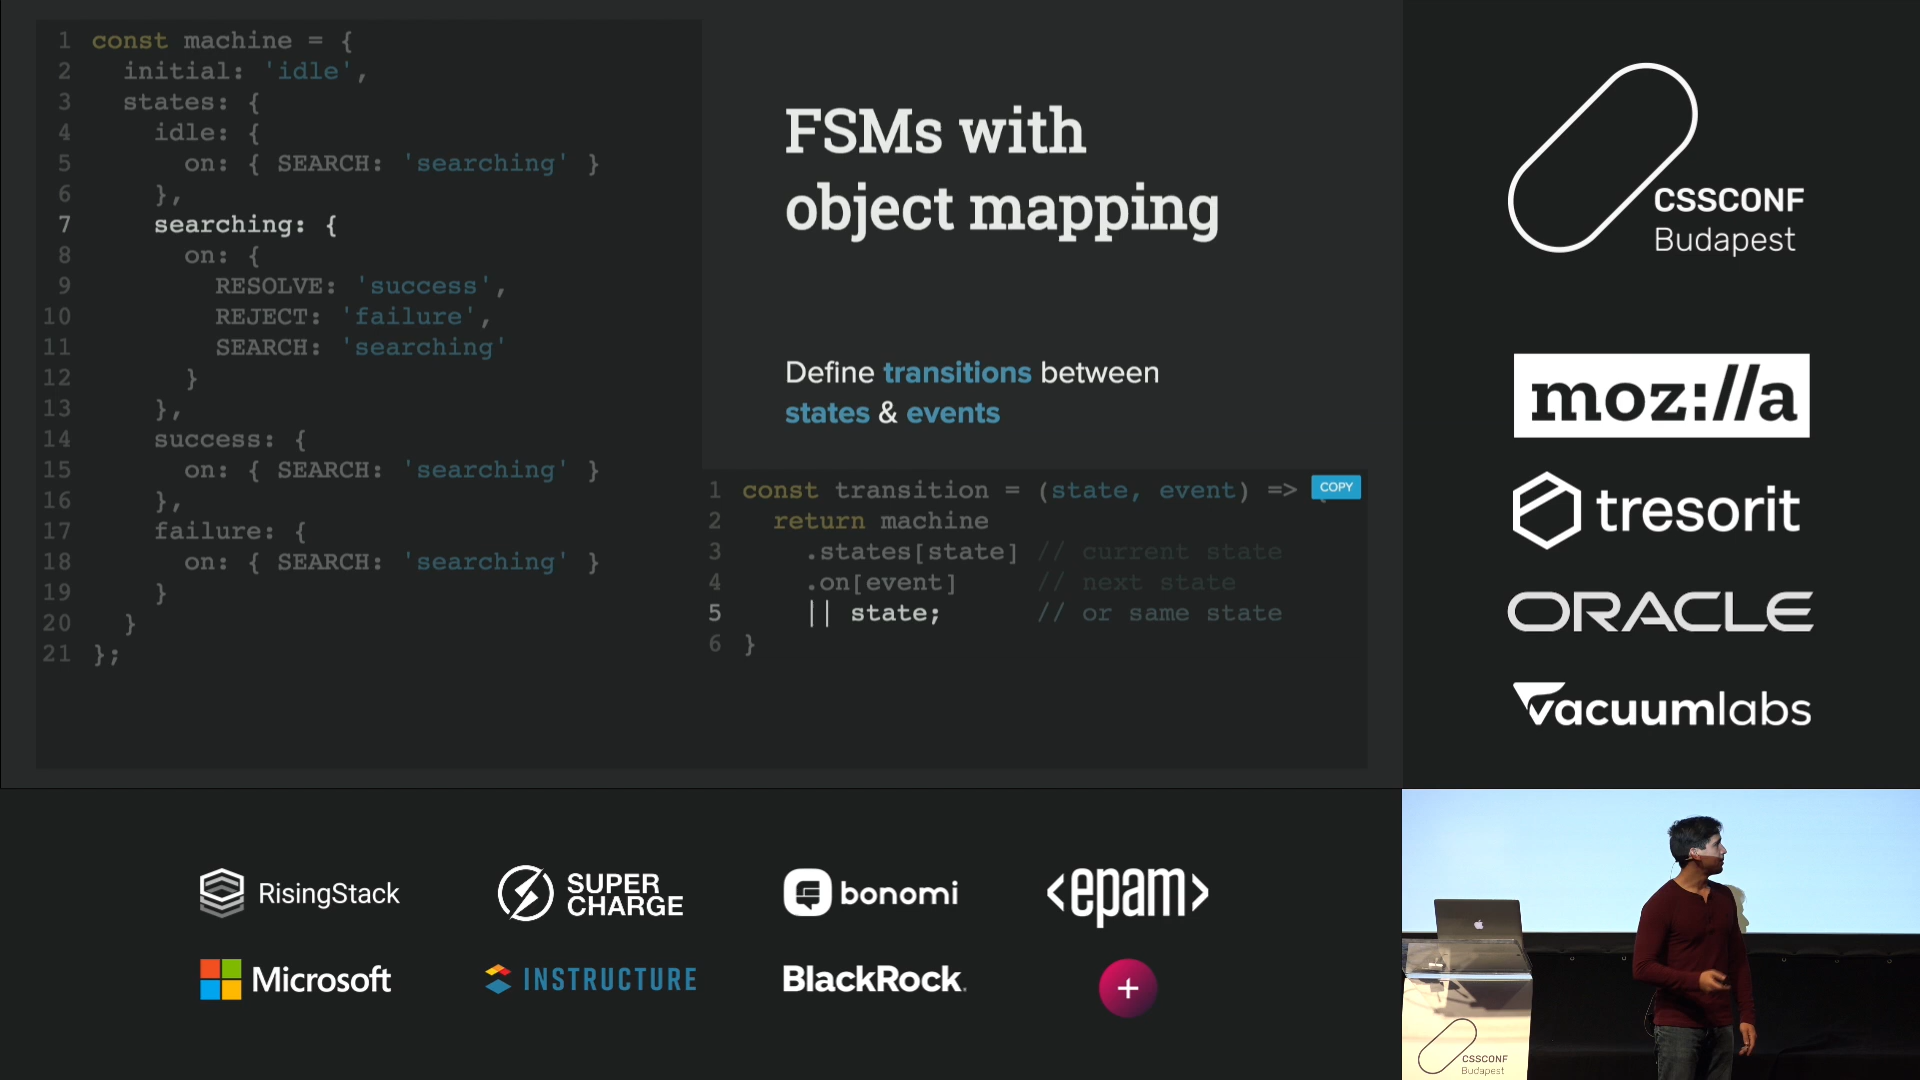 1 const machine = {
2 initial: 'idle',
3 states: {
4 idle: {
5 on: { SEARCH: 'searching' }
6 },
7 searching: {
8 on: {
9 RESOLVE: 'success',
10 REJECT: 'failure',
11 SEARCH: 'searching'
12 }
13 },
14 success: {
15 on: { SEARCH: 'searching' }
16 },
17 failure: {
18 on: { SEARCH: 'searching' }
19 }
20 }
21 };
FSMs with
object mapping
Define transitions between
states & events
1 const transition = (state, event) => {
COPY
2 return machine
3 .states[state] // current state
4 .on[event] // next state
5 || state; // or same state
6 }
CSSCONF
Budapest
moz://a
tresorit
ORACLE
vacuumlabs
RisingStack
SUPER
CHARGE
bonomi
<epam>
Microsoft
INSTRUCTURE
BlackRock.
+
CSSCONF
Budapest